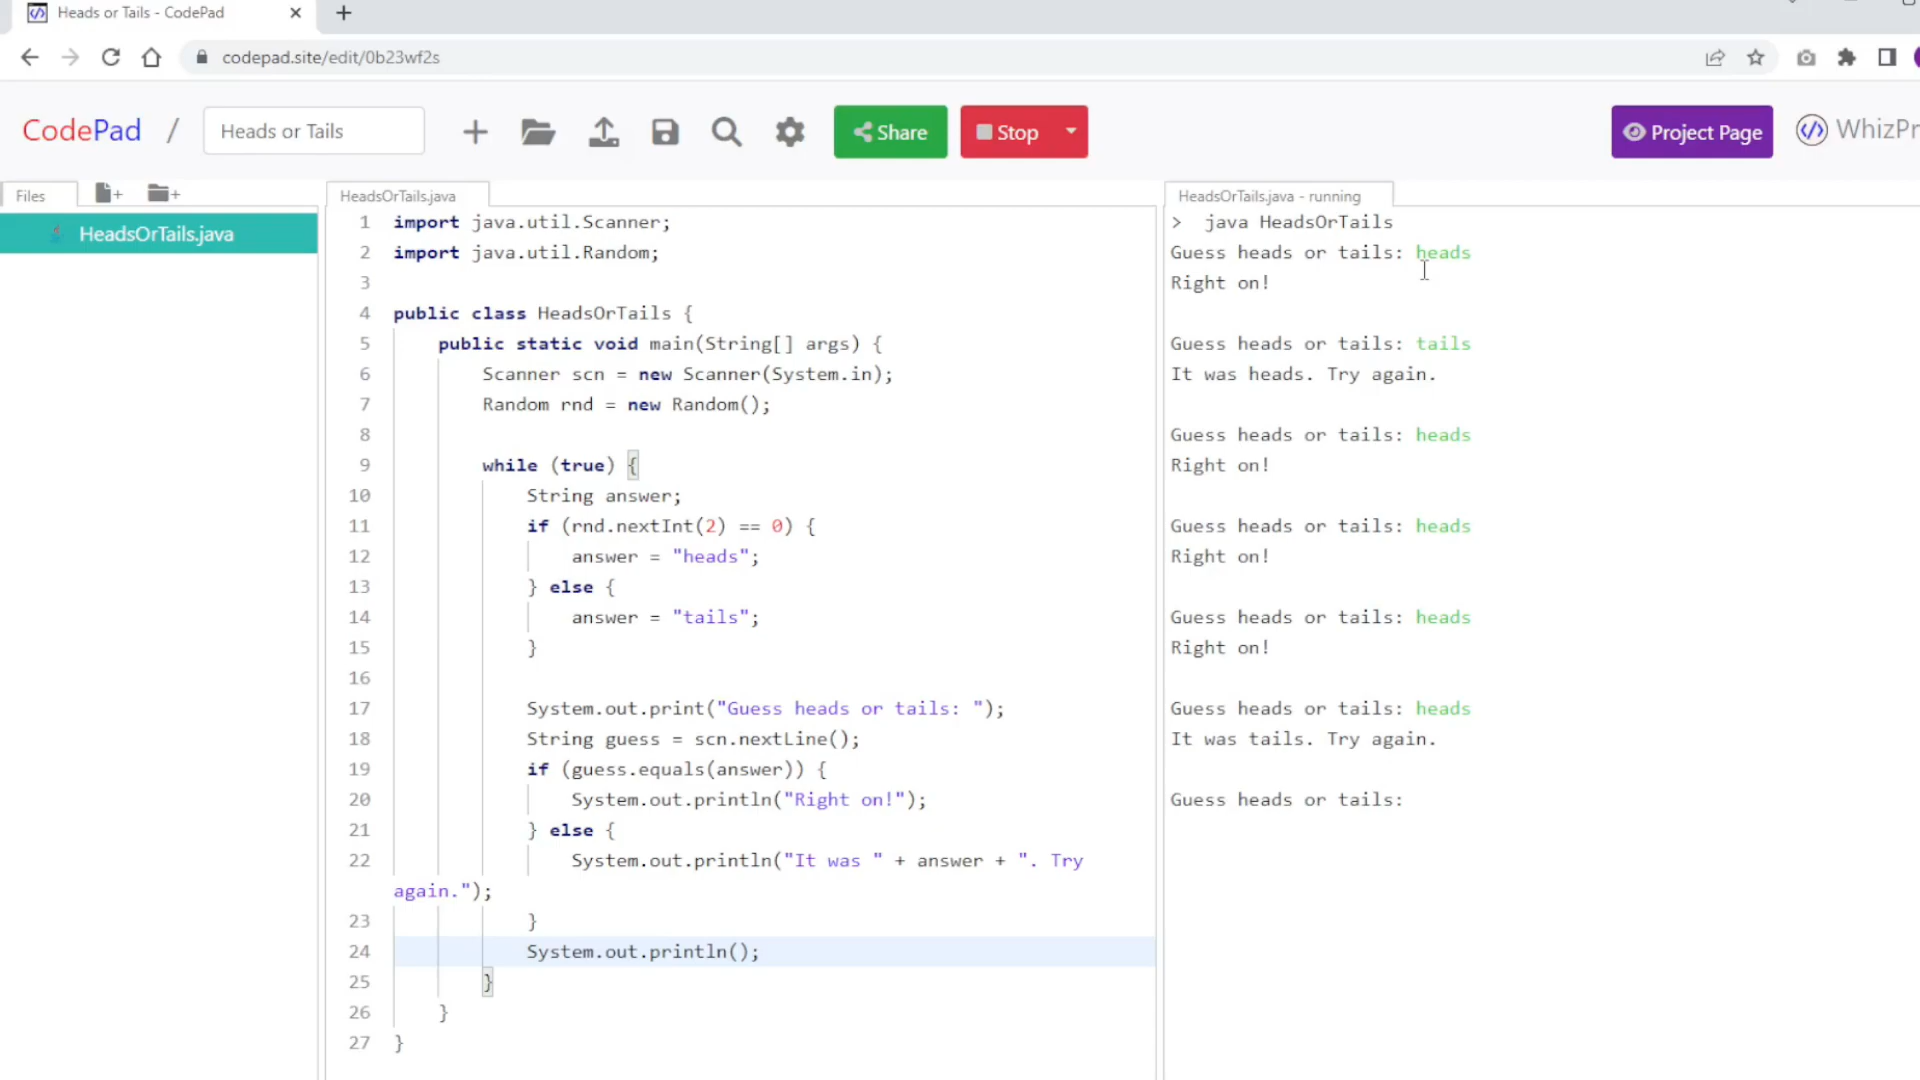 Heads or Tails - CodePad
codepad.site/edit/0b23wf2s
CodePad / Heads or Tails
Share
Stop
Project Page
WhizPr
Files
HeadsOrTails.java
HeadsOrTails.java
1 import java.util.Scanner;
2 import java.util.Random;
3
4 public class HeadsOrTails {
5 public static void main(String[] args) {
6 Scanner scn = new Scanner(System.in);
7 Random rnd = new Random();
8
9 while (true) {
10 String answer;
11 if (rnd.nextInt(2) == 0) {
12 answer = "heads";
13 } else {
14 answer = "tails";
15 }
16
17 System.out.print("Guess heads or tails: ");
18 String guess = scn.nextLine();
19 if (guess.equals(answer)) {
20 System.out.println("Right on!");
21 } else {
22 System.out.println("It was " + answer + ". Try
again.");
23 }
24 System.out.println();
25 }
26 }
27 }
HeadsOrTails.java - running
> java HeadsOrTails
Guess heads or tails: heads
Right on!
Guess heads or tails: tails
It was heads. Try again.
Guess heads or tails: heads
Right on!
Guess heads or tails: heads
Right on!
Guess heads or tails: heads
Right on!
Guess heads or tails: heads
It was tails. Try again.
Guess heads or tails: